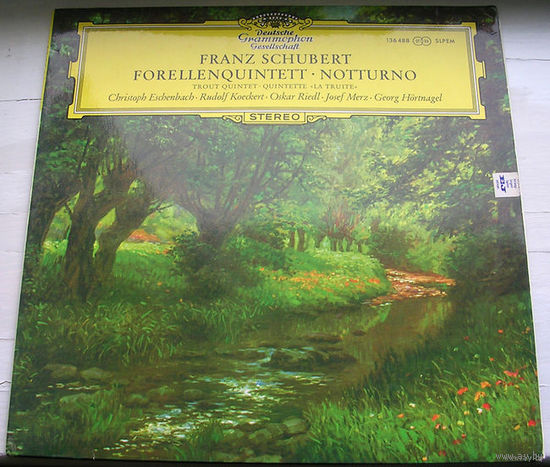 Deutsche
Grammophon
Gesellschaft
136 488 SLPEM
FRANZ SCHUBERT
FORELLENQUINTETT · NOTTURNO
TROUT QUINTET · QUINTETTE «LA TRUITE»
Christoph Eschenbach · Rudolf Koeckert · Oskar Riedl · Josef Merz · Georg Hörtnagel
STEREO